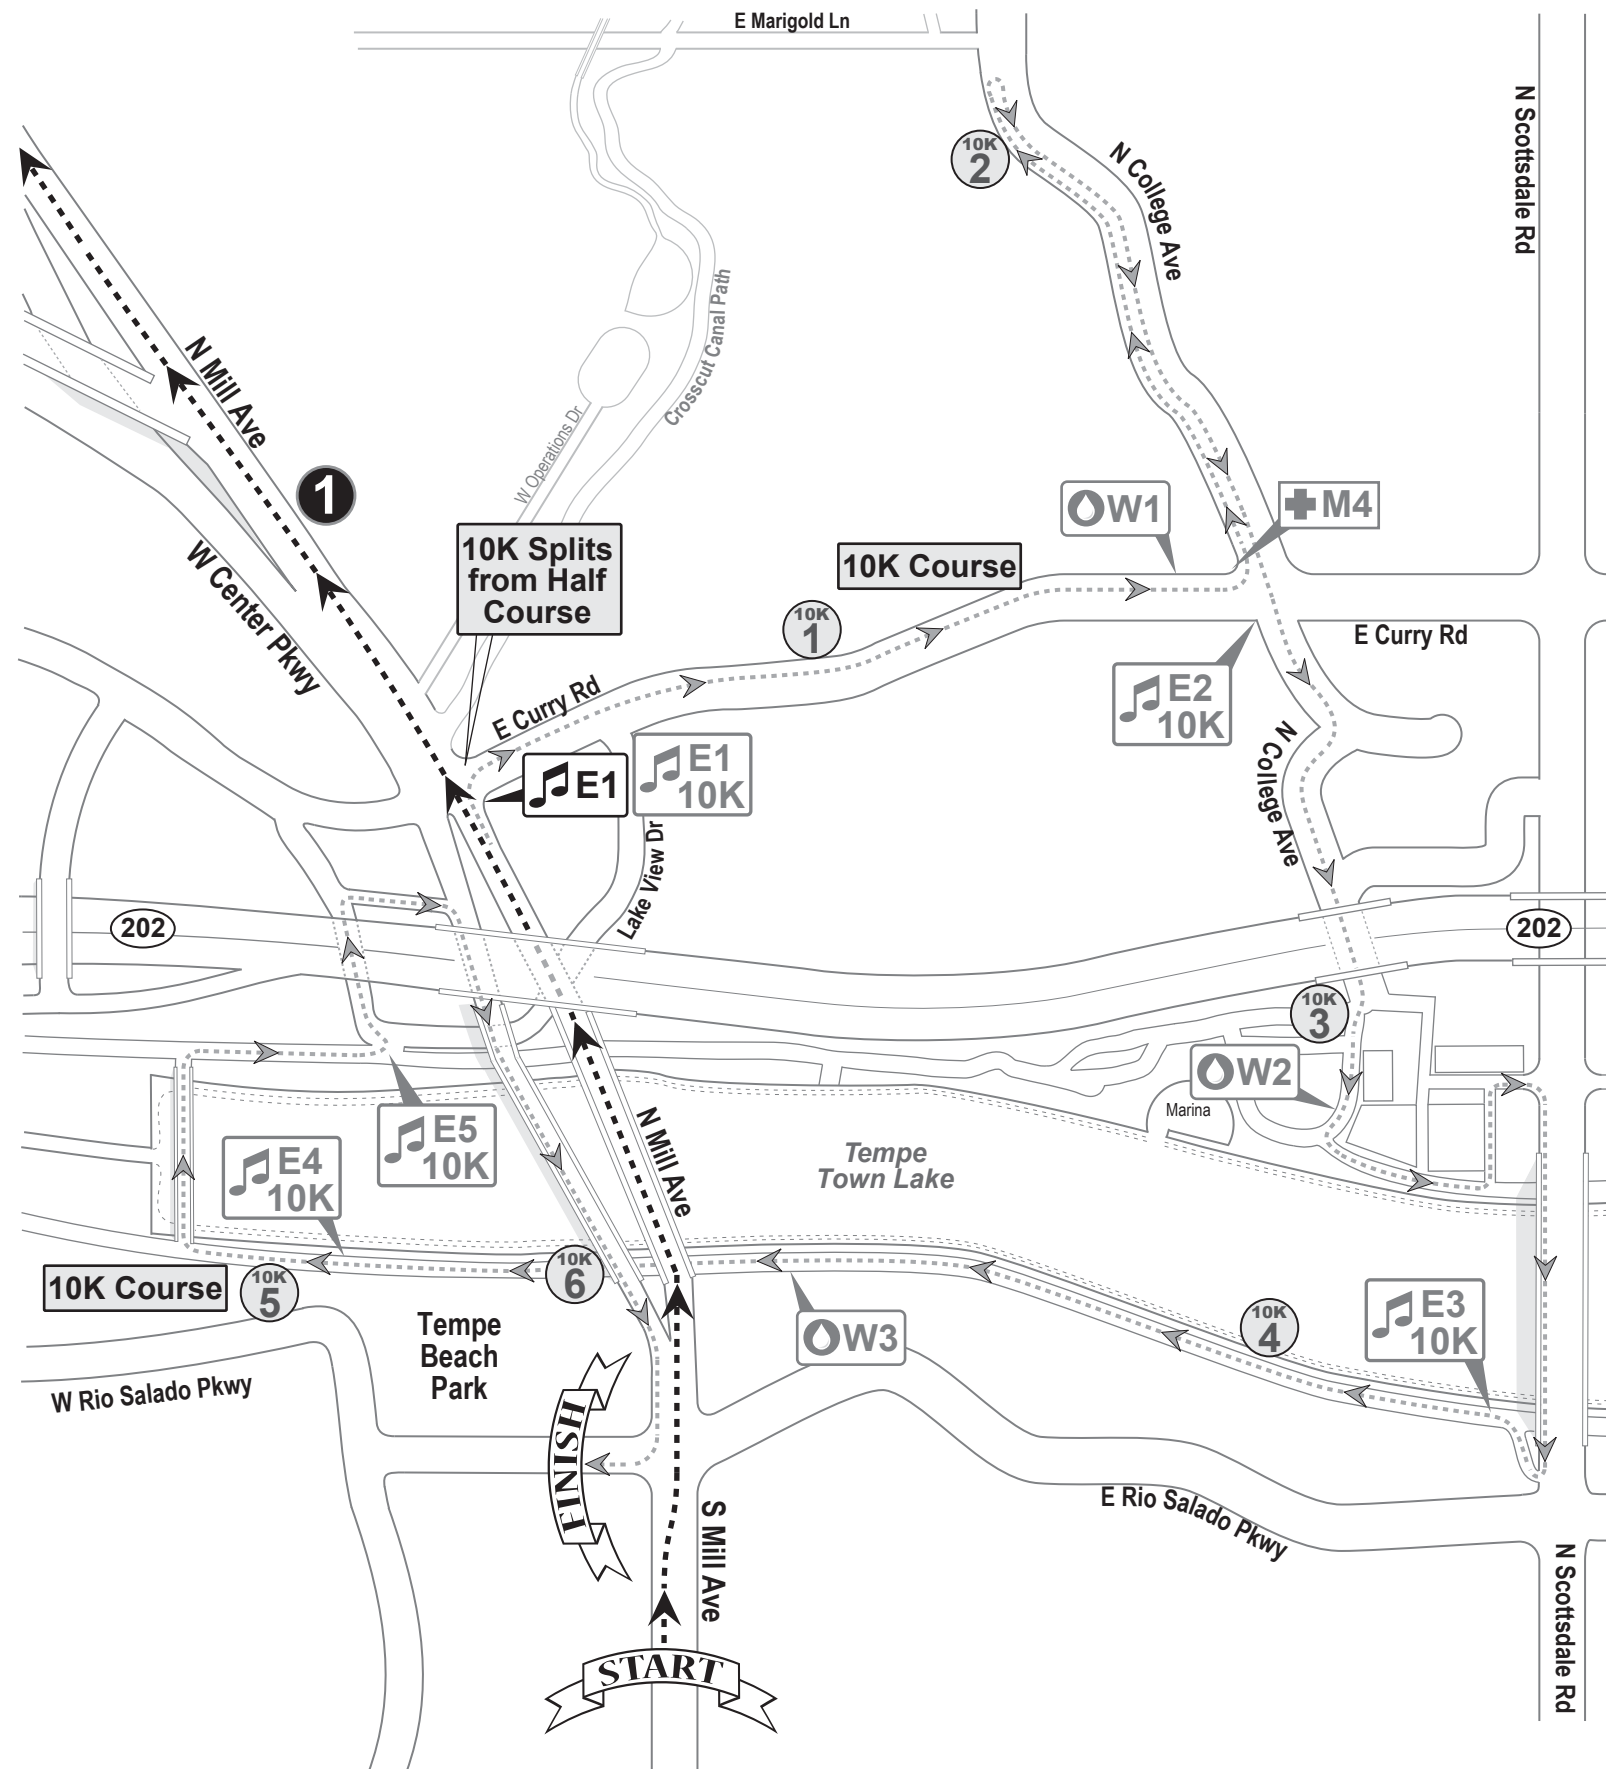 E Marigold Ln
N Scottsdale Rd
10K
2
N College Ave
Crosscut Canal Path
N Mill Ave
W Operations Dr
1
W1
M4
10K Splits
from Half
Course
10K Course
W Center Pkwy
10K
1
E Curry Rd
E Curry Rd
E2
10K
E1
E1
10K
N College Ave
Lake View Dr
202
202
10K
3
W2
Marina
N Mill Ave
E5
10K
E4
10K
Tempe
Town Lake
10K Course
10K
5
10K
6
W3
10K
4
E3
10K
Tempe
Beach
Park
W Rio Salado Pkwy
FINISH
E Rio Salado Pkwy
S Mill Ave
N Scottsdale Rd
START